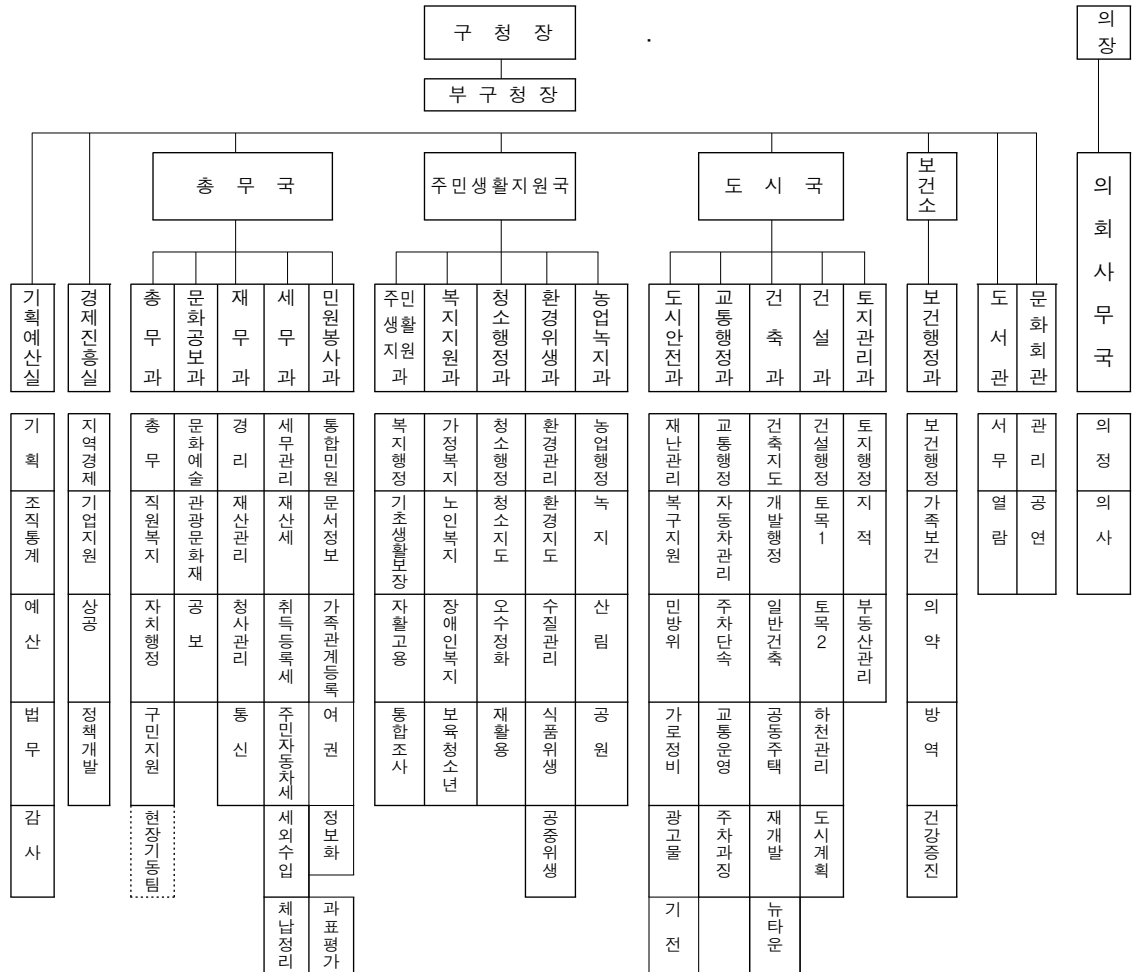 구 청 장
.
의장
부 구 청 장
총 무 국
주민생활지원국
도 시 국
보건소
의회사무국
기획예산실
경제진흥실
총무과
문화공보과
재무과
세무과
민원봉사과
주민생활지원과
복지지원과
청소행정과
환경위생과
농업녹지과
도시안전과
교통행정과
건축과
건설과
토지관리과
보건행정과
도서관
문화회관
기획
지역경제
총무
문화예술
경리
세무관리
통합민원
복지행정
가정복지
청소행정
환경관리
농업행정
재난관리
교통행정
건축지도
건설행정
토지행정
보건행정
서무
관리
의정
조직통계
기업지원
직원복지
관광문화재
재산관리
재산세
문서정보
기초생활보장
노인복지
청소지도
환경지도
녹지
복구지원
자동차관리
개발행정
토목1
지적
가족보건
열람
공연
의사
예산
상공
자치행정
공보
청사관리
취득등록세
가족관계등록
자활고용
장애인복지
오수정화
수질관리
산림
민방위
주차단속
일반건축
토목2
부동산관리
의약
법무
정책개발
구민지원
통신
주민자동차세
여권
통합조사
보육청소년
재활용
식품위생
공원
가로정비
교통운영
공동주택
하천관리
방역
감사
현장기동팀
세외수입
정보화
공중위생
광고물
주차과징
재개발
도시계획
건강증진
체납정리
과표평가
기전
뉴타운